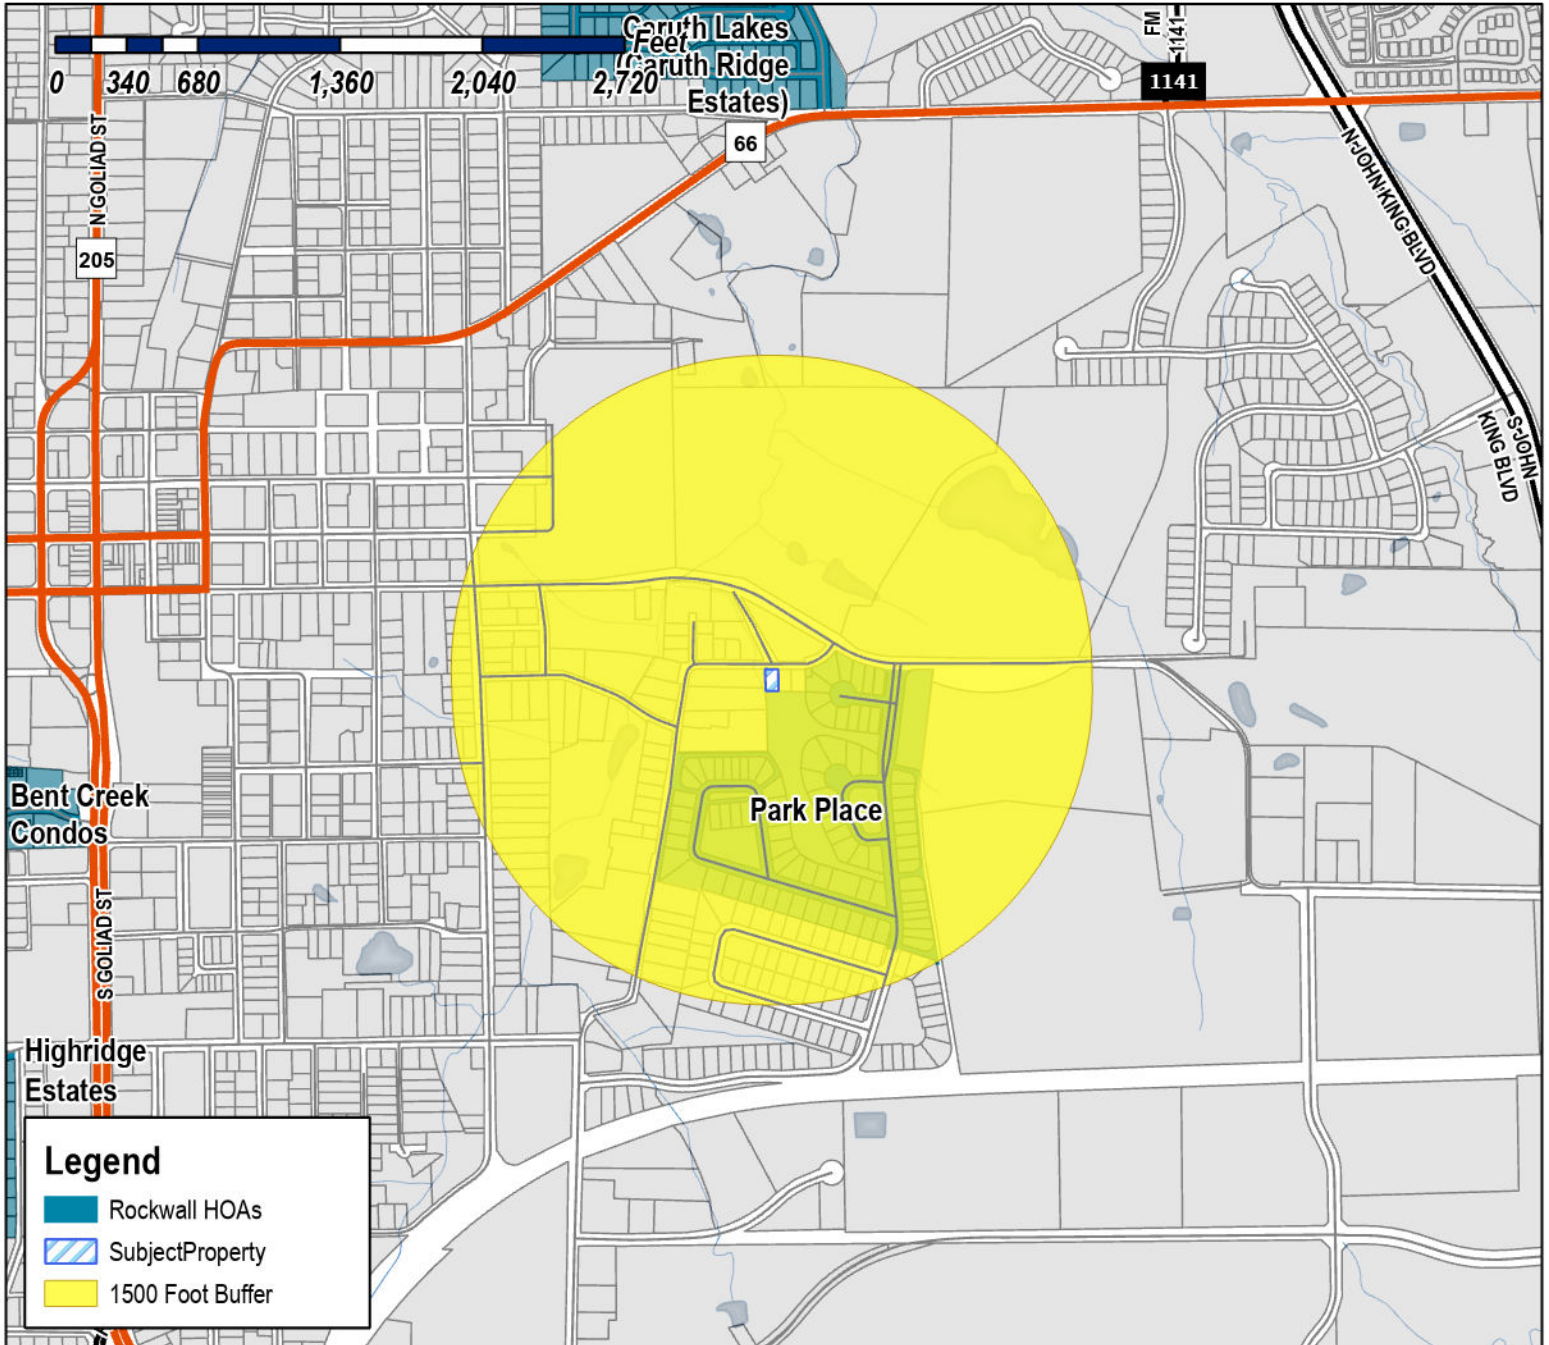 Caruth Lakes
(Caruth Ridge
Estates)
Feet
0 340 680 1,360 2,040 2,720
FM
1141
1141
66
N GOLIAD ST
205
N JOHN KING BLVD
S JOHN
KING BLVD
Park Place
Bent Creek
Condos
S GOLIAD ST
Highridge
Estates
Legend
Rockwall HOAs
SubjectProperty
1500 Foot Buffer